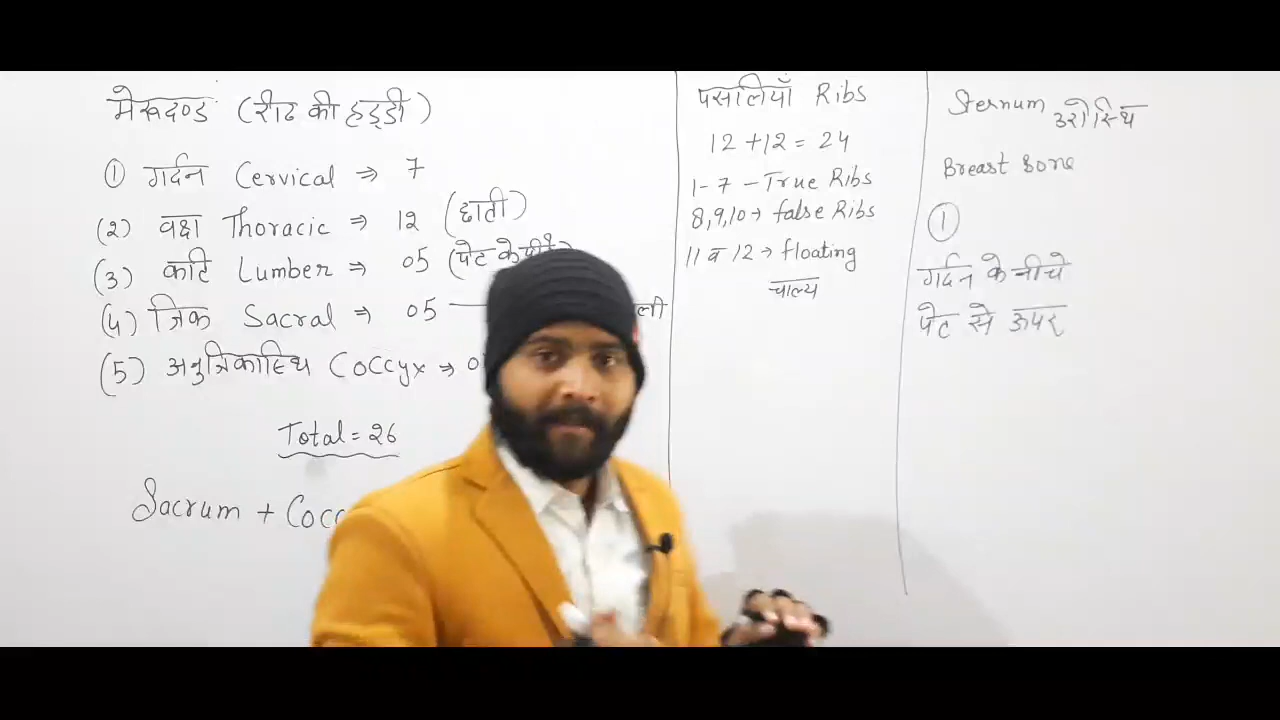 मेरूदण्ड (रीढ की हड्डी)
① गर्दन Cervical ⇒ 7
(2) वक्ष Thoracic ⇒ 12 (छाती)
(3) कटि Lumber ⇒ 05 (पेट के पीछे)
(4) त्रिक Sacral ⇒ 05
(5) अनुत्रिकास्थि Coccyx ⇒
Total = 26
Sacrum +
पसलियाँ Ribs
12 + 12 = 24
1-7 - True Ribs
8,9,10 → false Ribs
11 व 12 → floating
चाल्य
Sternum उरोस्थि
Breast Bone
①
गर्दन के नीचे
पेट से ऊपर